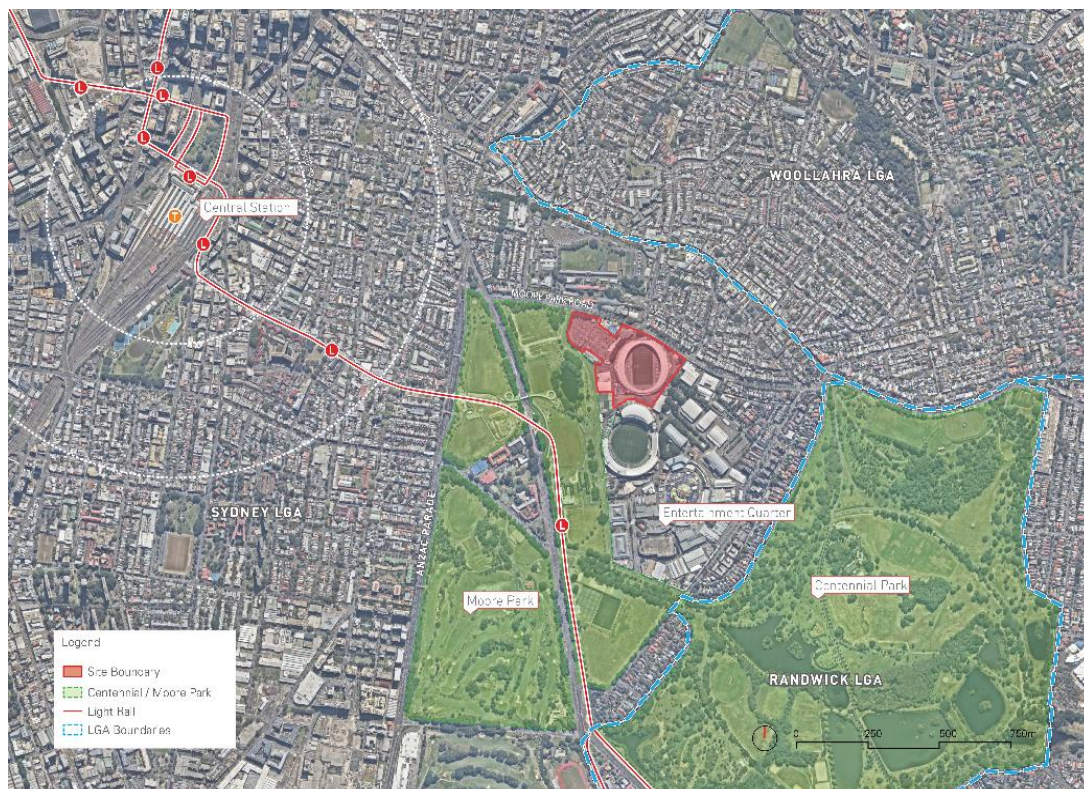 L
L
L
L
L
T
Central Station
L
L
L
WOOLLAHRA LGA
MOORE PARK ROAD
SYDNEY LGA
ANZAC PARADE
Entertainment Quarter
Moore Park
Centennial Park
RANDWICK LGA
Legend
Site Boundary
Centennial / Moore Park
Light Rail
LGA Boundaries
0 250 500 750m